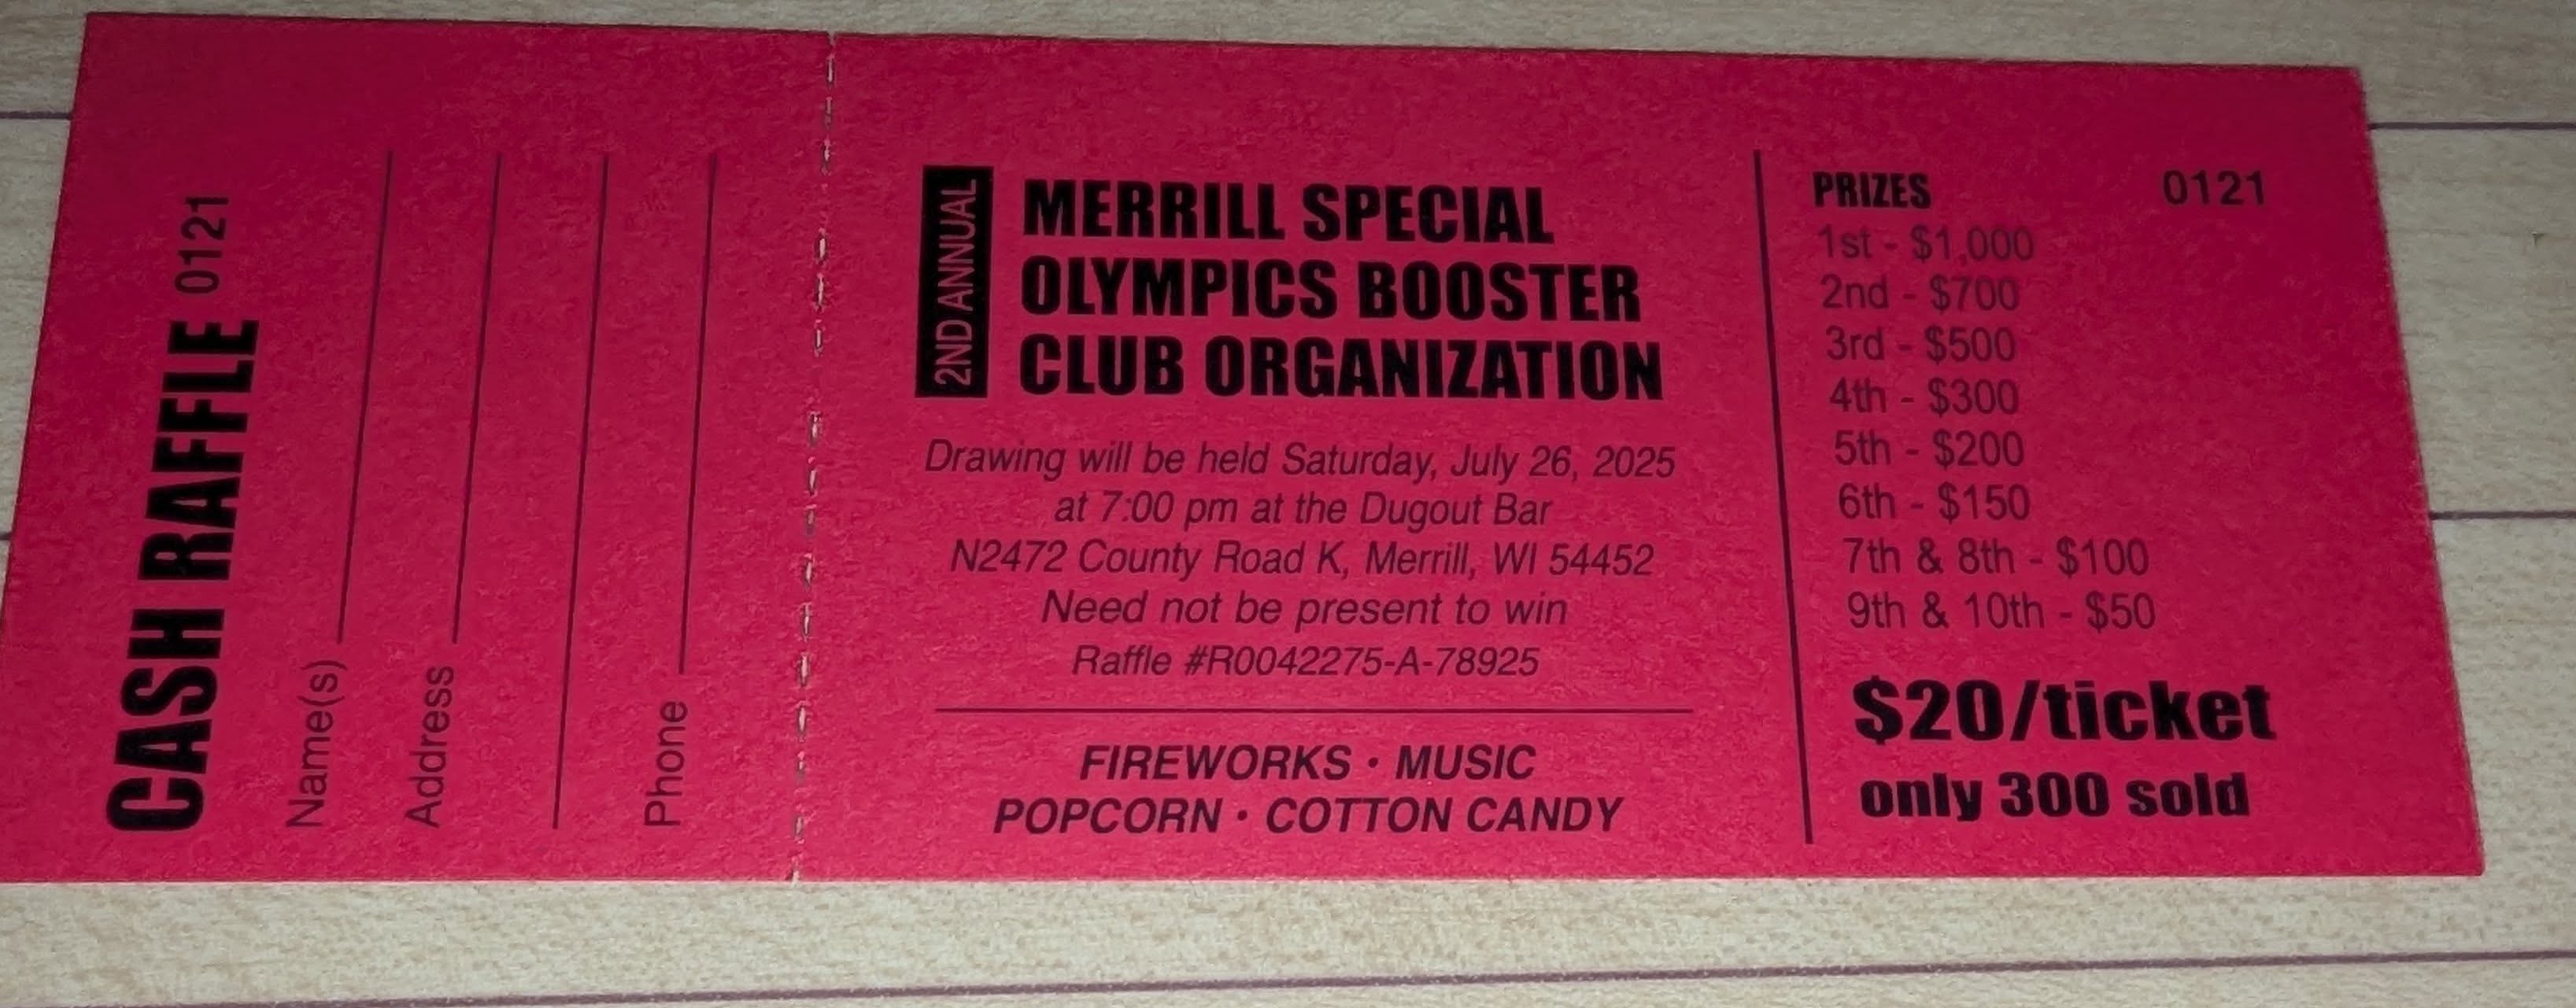 CASH RAFFLE 0121
Name(s)
Address
Phone
2ND ANNUAL
MERRILL SPECIAL
OLYMPICS BOOSTER
CLUB ORGANIZATION
Drawing will be held Saturday, July 26, 2025
at 7:00 pm at the Dugout Bar
N2472 County Road K, Merrill, WI 54452
Need not be present to win
Raffle #R0042275-A-78925
FIREWORKS • MUSIC
POPCORN • COTTON CANDY
PRIZES 0121
1st - $1,000
2nd - $700
3rd - $500
4th - $300
5th - $200
6th - $150
7th & 8th - $100
9th & 10th - $50
$20/ticket
only 300 sold